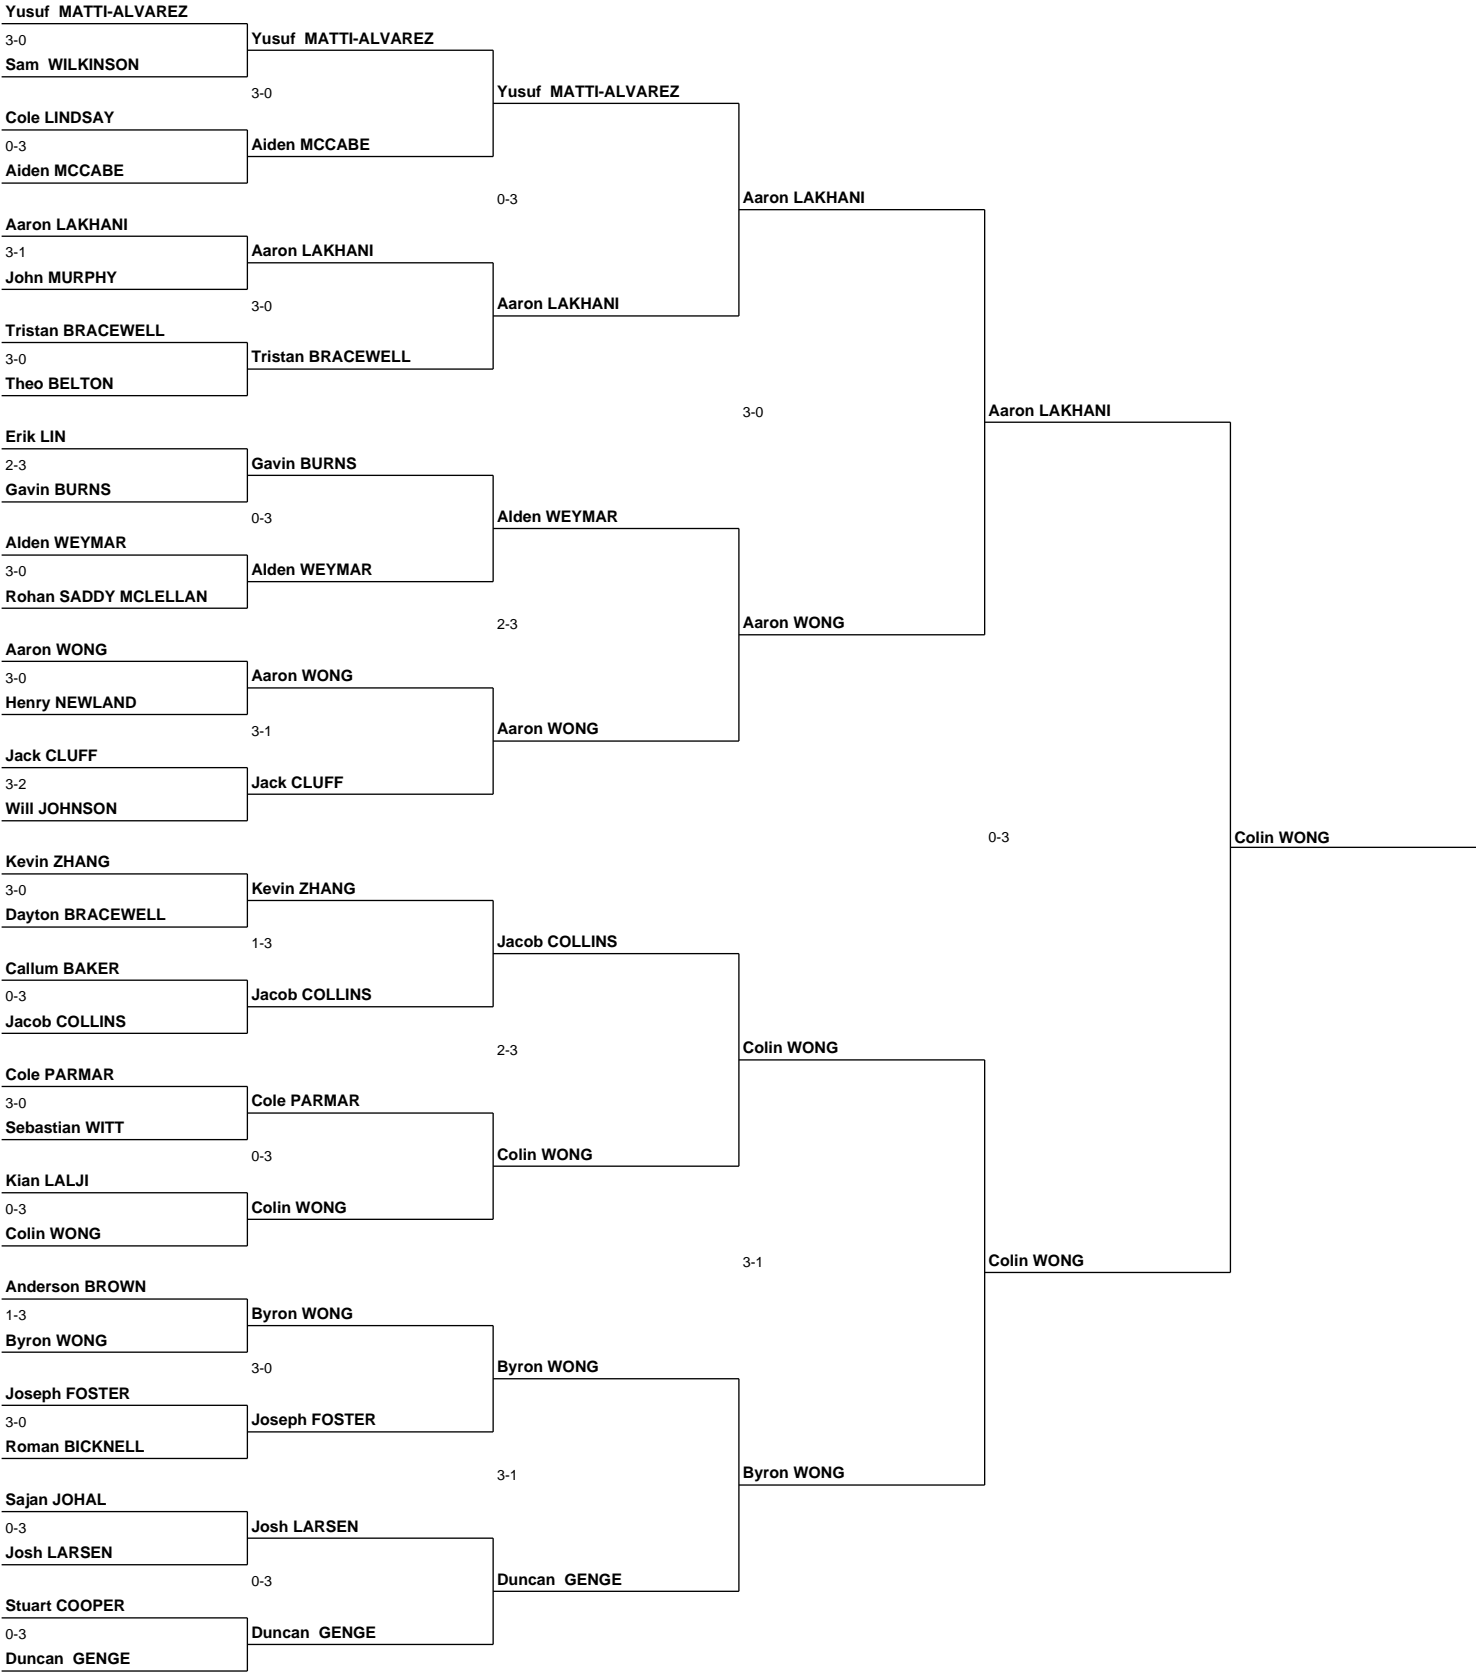 Yusuf  MATTI-ALVAREZ
3-0
Yusuf  MATTI-ALVAREZ
Sam  WILKINSON
3-0
Yusuf  MATTI-ALVAREZ
Cole LINDSAY
0-3
Aiden MCCABE
Aiden MCCABE
0-3
Aaron LAKHANI
Aaron LAKHANI
3-1
Aaron LAKHANI
John MURPHY
3-0
Aaron LAKHANI
Tristan BRACEWELL
3-0
Tristan BRACEWELL
Theo BELTON
3-0
Aaron LAKHANI
Erik LIN
2-3
Gavin BURNS
Gavin BURNS
0-3
Alden WEYMAR
Alden WEYMAR
3-0
Alden WEYMAR
Rohan SADDY MCLELLAN
2-3
Aaron WONG
Aaron WONG
3-0
Aaron WONG
Henry NEWLAND
3-1
Aaron WONG
Jack CLUFF
3-2
Jack CLUFF
Will JOHNSON
0-3
Colin WONG
Kevin ZHANG
3-0
Kevin ZHANG
Dayton BRACEWELL
1-3
Jacob COLLINS
Callum BAKER
0-3
Jacob COLLINS
Jacob COLLINS
2-3
Colin WONG
Cole PARMAR
3-0
Cole PARMAR
Sebastian WITT
0-3
Colin WONG
Kian LALJI
0-3
Colin WONG
Colin WONG
3-1
Colin WONG
Anderson BROWN
1-3
Byron WONG
Byron WONG
3-0
Byron WONG
Joseph FOSTER
3-0
Joseph FOSTER
Roman BICKNELL
3-1
Byron WONG
Sajan JOHAL
0-3
Josh LARSEN
Josh LARSEN
0-3
Duncan  GENGE
Stuart COOPER
0-3
Duncan  GENGE
Duncan  GENGE